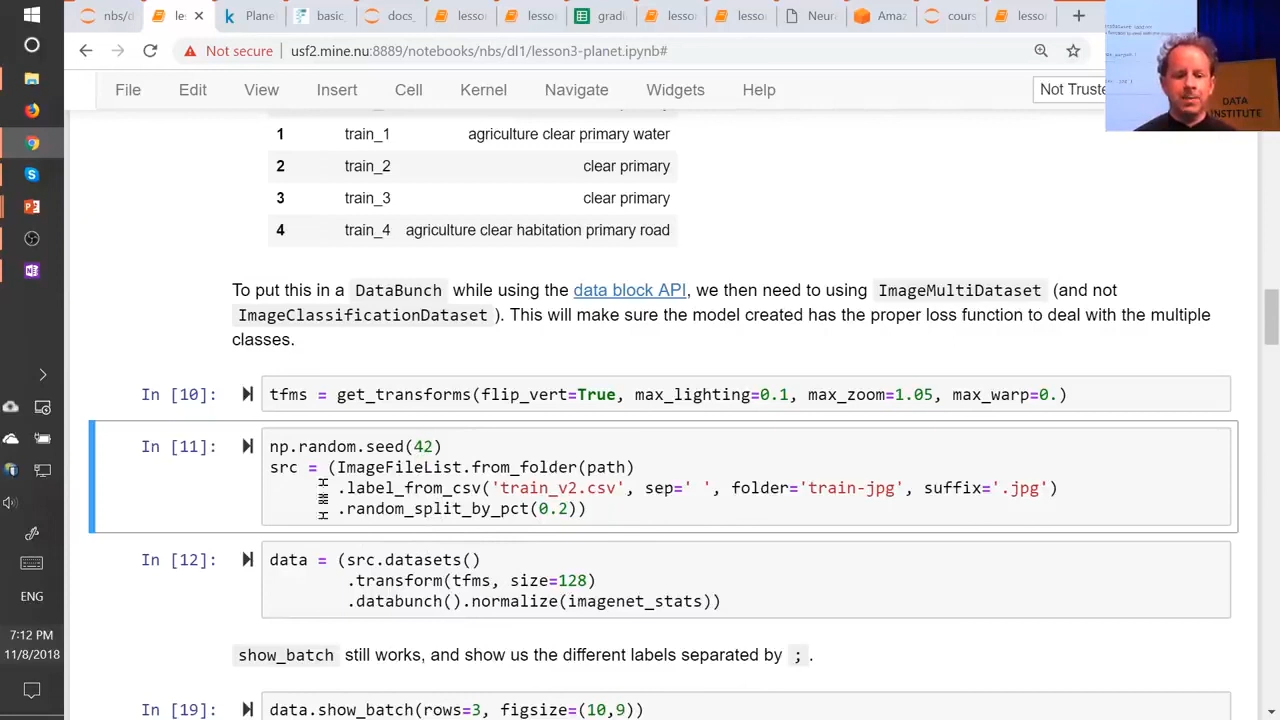 nbs/d
les
Plane
basic_
docs_
lesso
lesso
gradi
lesso
lesso
Neura
Amaz
cours
lesso
Not secure
usf2.mine.nu:8889/notebooks/nbs/dl1/lesson3-planet.ipynb#
File Edit View Insert Cell Kernel Navigate Widgets Help
Not Truste
DATA
INSTITUTE
1 train_1 agriculture clear primary water
2 train_2 clear primary
3 train_3 clear primary
4 train_4 agriculture clear habitation primary road
To put this in a DataBunch while using the data block API, we then need to using ImageMultiDataset (and not
ImageClassificationDataset ). This will make sure the model created has the proper loss function to deal with the multiple
classes.
In [10]: tfms = get_transforms(flip_vert=True, max_lighting=0.1, max_zoom=1.05, max_warp=0.)
In [11]: np.random.seed(42)
src = (ImageFileList.from_folder(path)
.label_from_csv('train_v2.csv', sep=' ', folder='train-jpg', suffix='.jpg')
.random_split_by_pct(0.2))
In [12]: data = (src.datasets()
.transform(tfms, size=128)
.databunch().normalize(imagenet_stats))
show_batch still works, and show us the different labels separated by ; .
In [19]: data.show_batch(rows=3, figsize=(10,9))
ENG
7:12 PM
11/8/2018